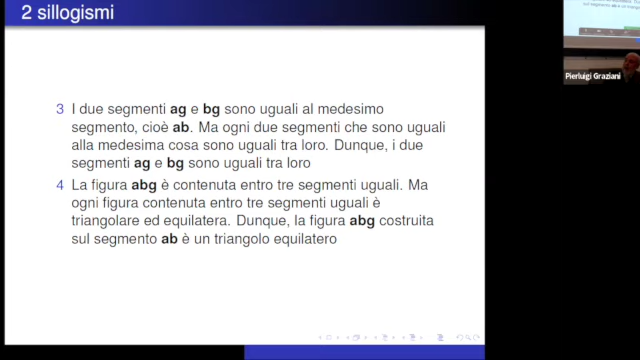 2 sillogismi
3 I due segmenti ag e bg sono uguali al medesimo
segmento, cioè ab. Ma ogni due segmenti che sono uguali
alla medesima cosa sono uguali tra loro. Dunque, i due
segmenti ag e bg sono uguali tra loro
4 La figura abg è contenuta entro tre segmenti uguali. Ma
ogni figura contenuta entro tre segmenti uguali è
triangolare ed equilatera. Dunque, la figura abg costruita
sul segmento ab è un triangolo equilatero
Pierluigi Graziani